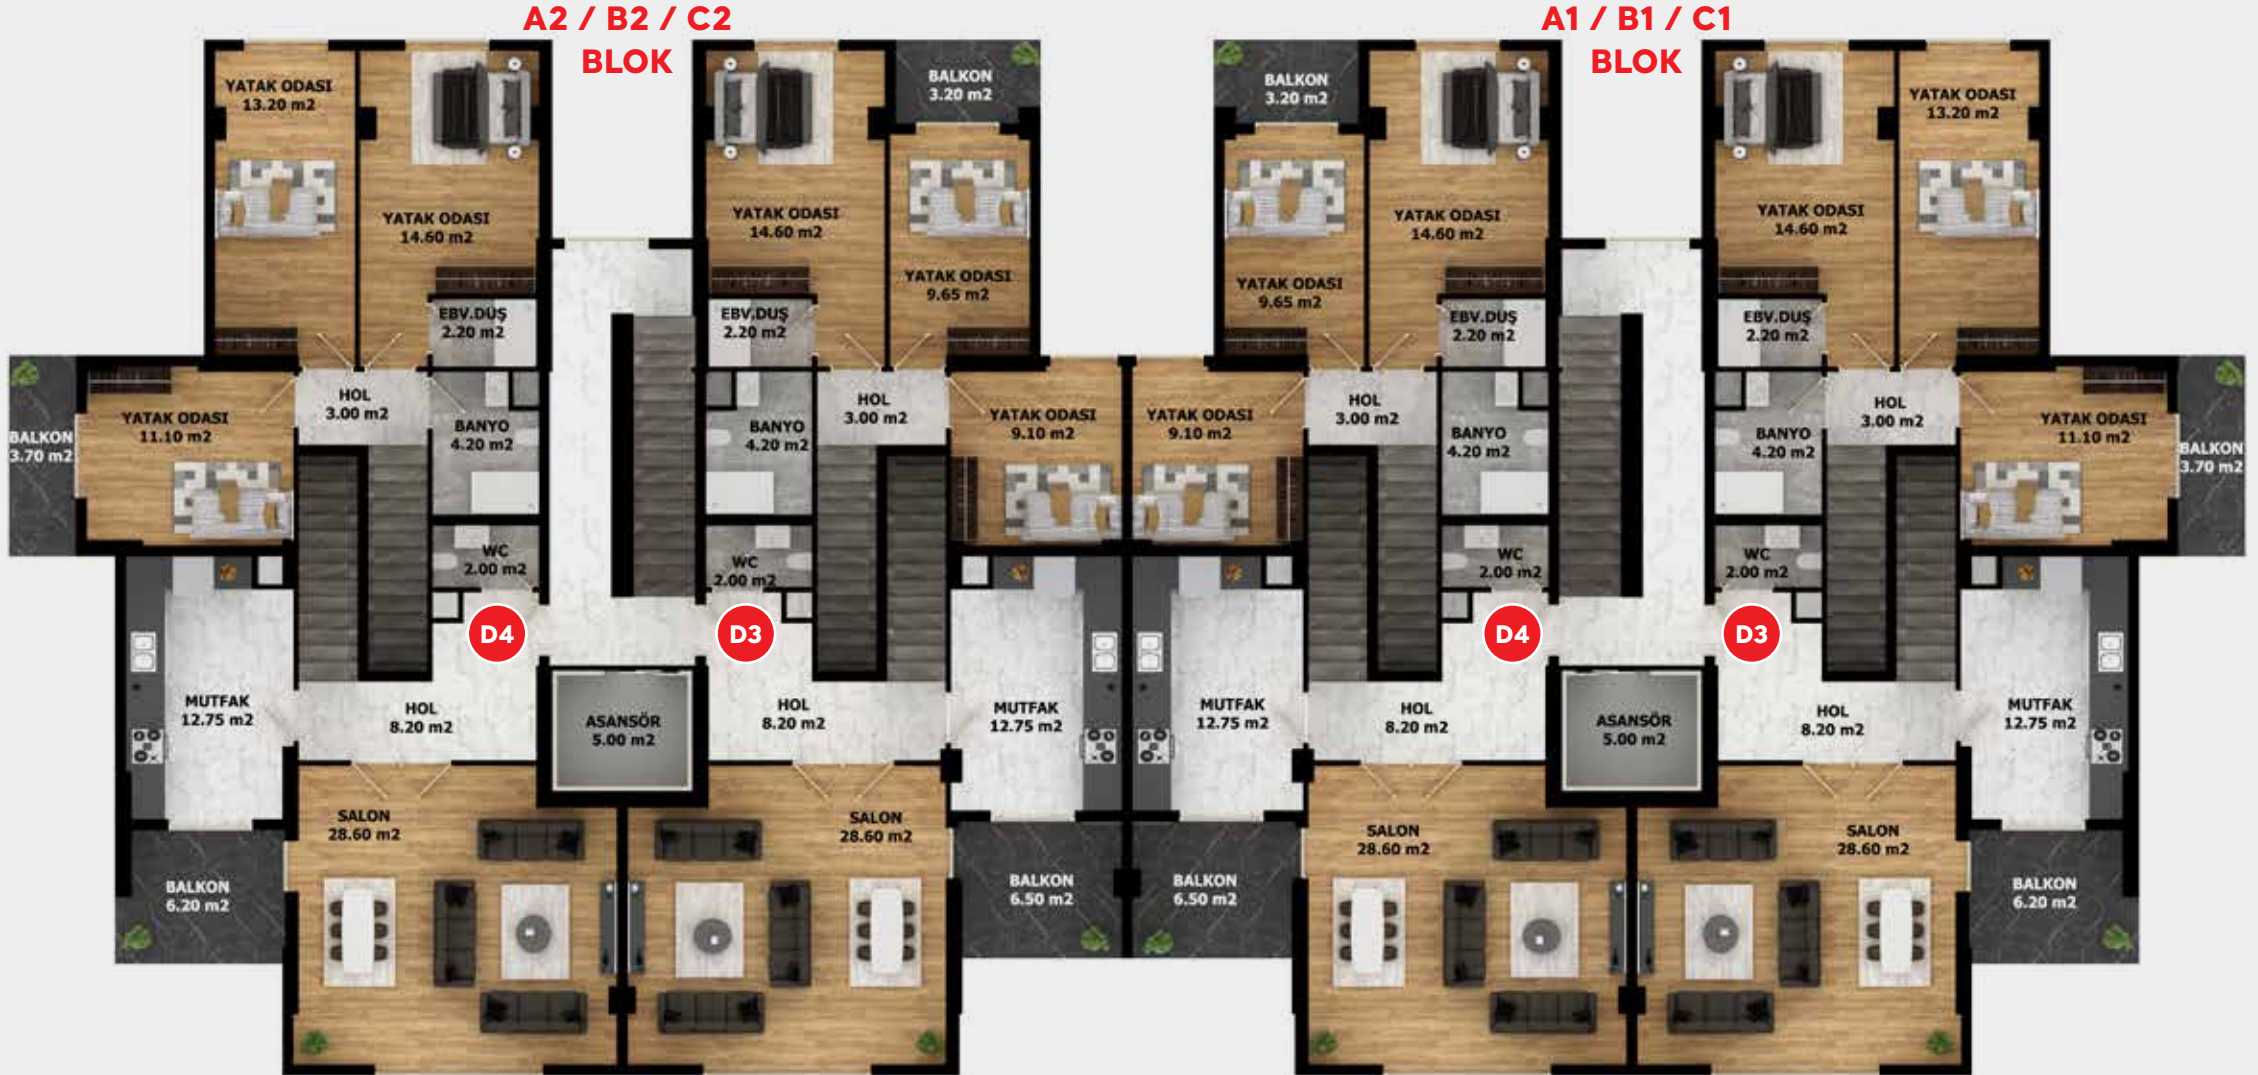 A2 / B2 / C2
BLOK
A1 / B1 / C1
BLOK
YATAK ODASI
13.20 m2
YATAK ODASI
14.60 m2
EBV.DUŞ
2.20 m2
HOL
3.00 m2
BANYO
4.20 m2
YATAK ODASI
11.10 m2
BALKON
3.70 m2
WC
2.00 m2
D4
MUTFAK
12.75 m2
HOL
8.20 m2
SALON
28.60 m2
BALKON
6.20 m2
ASANSÖR
5.00 m2
BALKON
3.20 m2
YATAK ODASI
14.60 m2
YATAK ODASI
9.65 m2
EBV.DUŞ
2.20 m2
HOL
3.00 m2
BANYO
4.20 m2
YATAK ODASI
9.10 m2
WC
2.00 m2
D3
HOL
8.20 m2
MUTFAK
12.75 m2
SALON
28.60 m2
BALKON
6.50 m2
BALKON
3.20 m2
YATAK ODASI
14.60 m2
YATAK ODASI
9.65 m2
EBV.DUŞ
2.20 m2
HOL
3.00 m2
BANYO
4.20 m2
YATAK ODASI
9.10 m2
WC
2.00 m2
D4
MUTFAK
12.75 m2
HOL
8.20 m2
SALON
28.60 m2
BALKON
6.50 m2
ASANSÖR
5.00 m2
YATAK ODASI
13.20 m2
YATAK ODASI
14.60 m2
EBV.DUŞ
2.20 m2
HOL
3.00 m2
BANYO
4.20 m2
YATAK ODASI
11.10 m2
BALKON
3.70 m2
WC
2.00 m2
D3
HOL
8.20 m2
MUTFAK
12.75 m2
SALON
28.60 m2
BALKON
6.20 m2